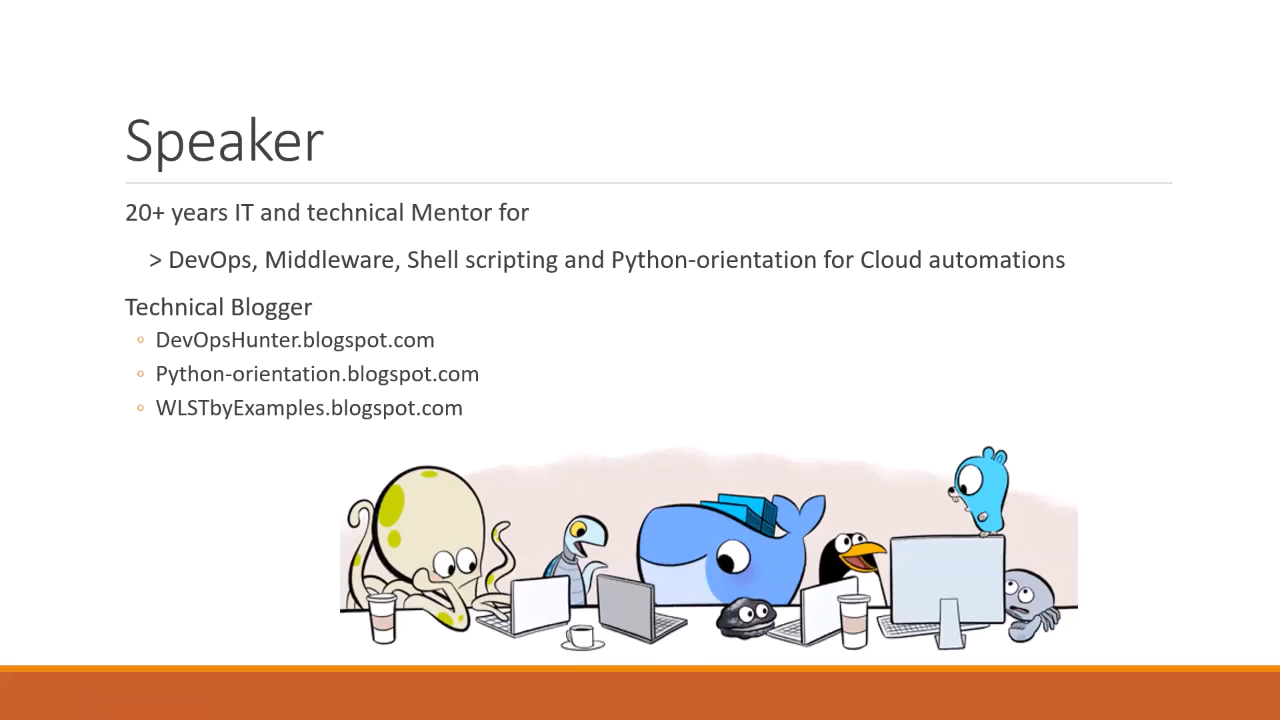 Speaker
20+ years IT and technical Mentor for
> DevOps, Middleware, Shell scripting and Python-orientation for Cloud automations
Technical Blogger
◦ DevOpsHunter.blogspot.com
◦ Python-orientation.blogspot.com
◦ WLSTbyExamples.blogspot.com